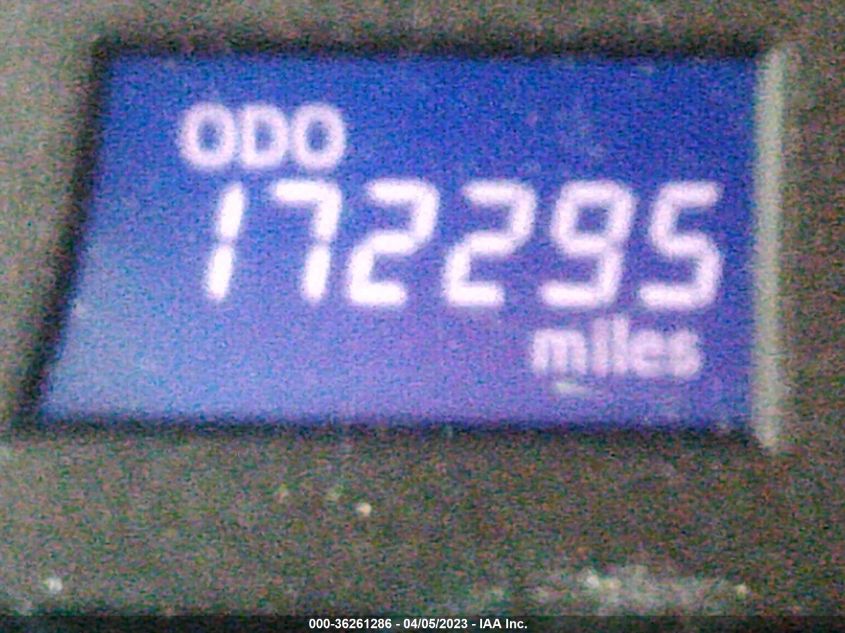 ODO
172295
miles
000-36261286 - 04/05/2023 - IAA Inc.